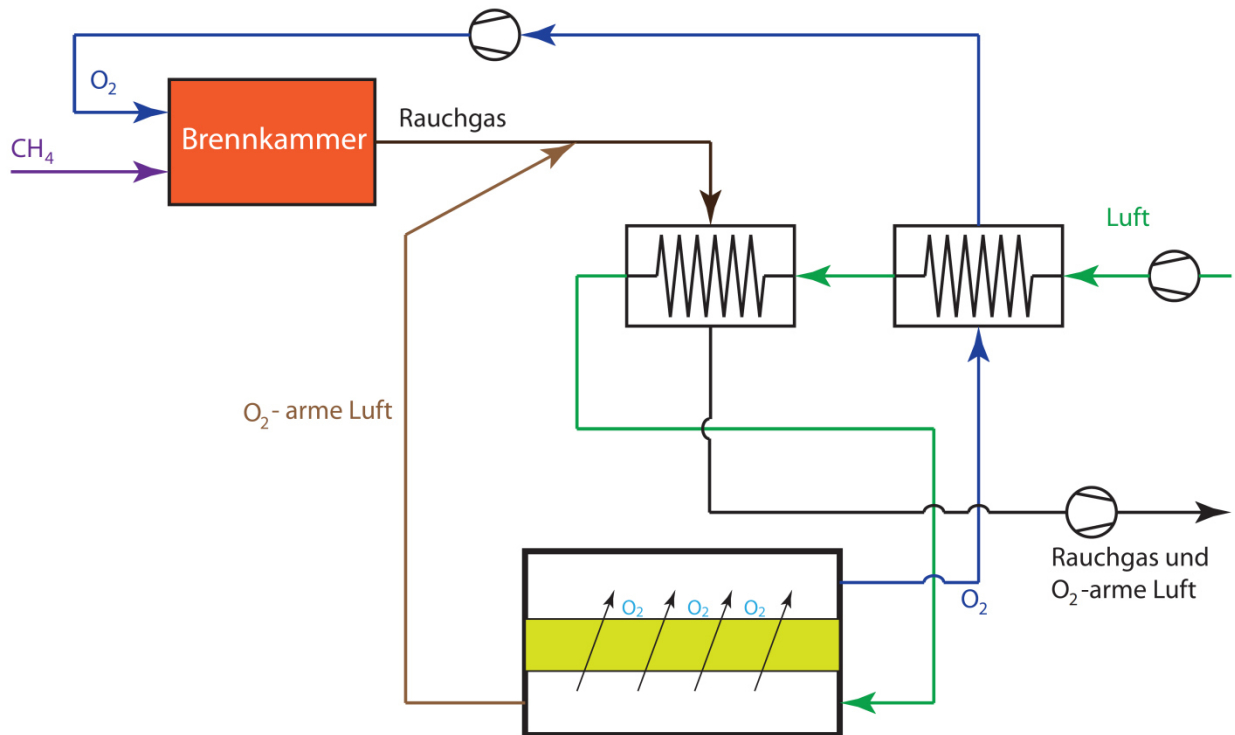 O₂
Brennkammer
Rauchgas
CH₄
Luft
O₂- arme Luft
Rauchgas und
O₂-arme Luft
O₂
O₂
O₂
O₂